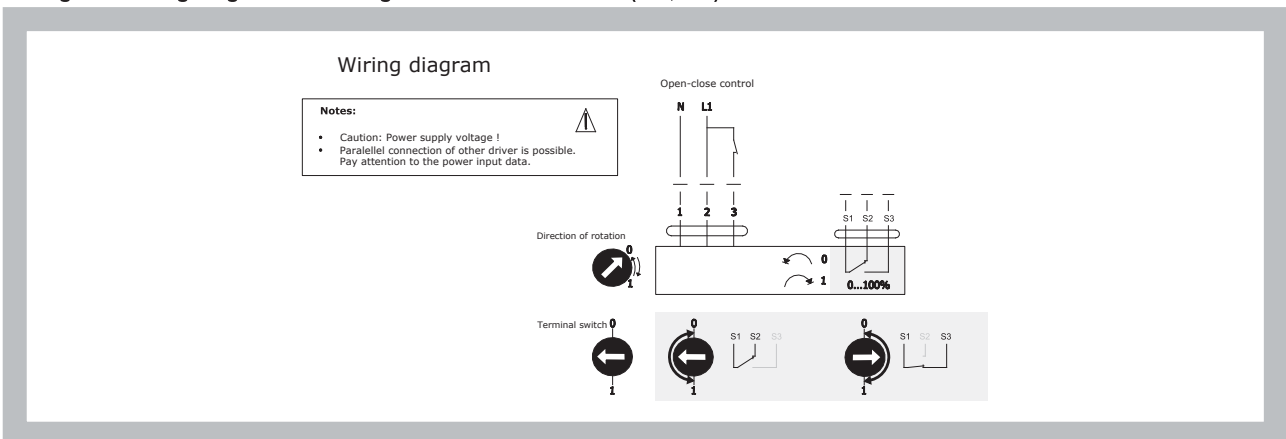 Wiring diagram
Open-close control
Notes:
• Caution: Power supply voltage !
• Paralellel connection of other driver is possible.
Pay attention to the power input data.
N L1
1 2 3
S1 S2 S3
Direction of rotation
0
1
0
1
0...100%
Terminal switch 0
1
0
1
S1 S2 S3
0
1
S1 S2 S3